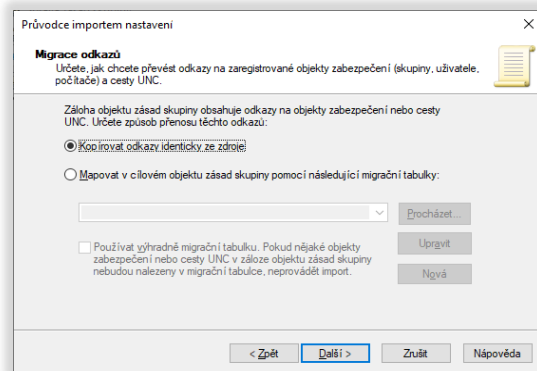 Průvodce importem nastavení
Migrace odkazů
Určete, jak chcete převést odkazy na zaregistrované objekty zabezpečení (skupiny, uživatele,
počítače) a cesty UNC.
Záloha objektu zásad skupiny obsahuje odkazy na objekty zabezpečení nebo cesty
UNC. Určete způsob přenosu těchto odkazů:
Kopírovat odkazy identicky ze zdroje
Mapovat v cílovém objektu zásad skupiny pomocí následující migrační tabulky:
Procházet...
Používat výhradně migrační tabulku. Pokud nějaké objekty
zabezpečení nebo cesty UNC v záloze objektu zásad skupiny
nebudou nalezeny v migrační tabulce, neprovádět import.
Upravit
Nová
< Zpět
Další >
Zrušit
Nápověda